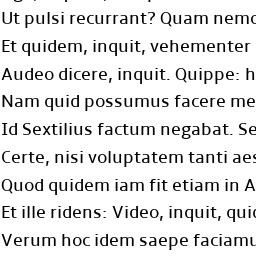 Ut pulsi recurrant? Quam nemo
Et quidem, inquit, vehementer
Audeo dicere, inquit. Quippe: h
Nam quid possumus facere me
Id Sextilius factum negabat. Se
Certe, nisi voluptatem tanti aes
Quod quidem iam fit etiam in A
Et ille ridens: Video, inquit, qui
Verum hoc idem saepe faciamu